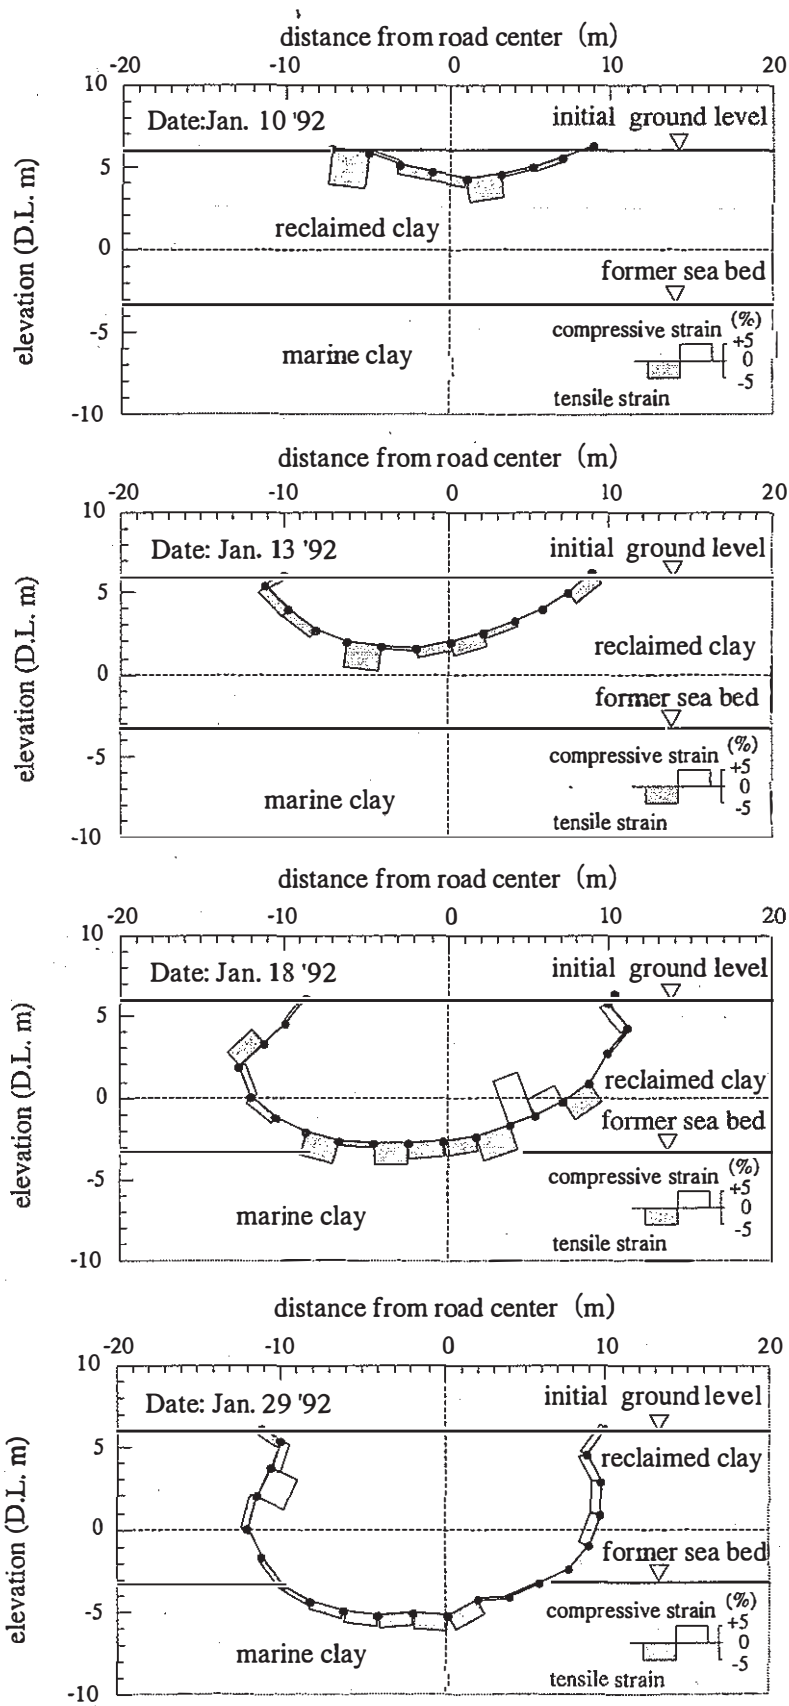 distance from road center (m)
-20 -10 0 10 20
10
Date:Jan. 10 '92
initial ground level
5
reclaimed clay
0
former sea bed
-5
marine clay
compressive strain (%)
+5
0
-5
tensile strain
-10
elevation (D.L. m)
distance from road center (m)
-20 -10 0 10 20
10
Date: Jan. 13 '92
initial ground level
5
reclaimed clay
0
former sea bed
-5
marine clay
compressive strain (%)
+5
0
-5
tensile strain
-10
elevation (D.L. m)
distance from road center (m)
-20 -10 0 10 20
10
Date: Jan. 18 '92
initial ground level
5
reclaimed clay
0
former sea bed
-5
marine clay
compressive strain (%)
+5
0
-5
tensile strain
-10
elevation (D.L. m)
distance from road center (m)
-20 -10 0 10 20
10
Date: Jan. 29 '92
initial ground level
5
reclaimed clay
0
former sea bed
-5
marine clay
compressive strain (%)
+5
0
-5
tensile strain
-10
elevation (D.L. m)